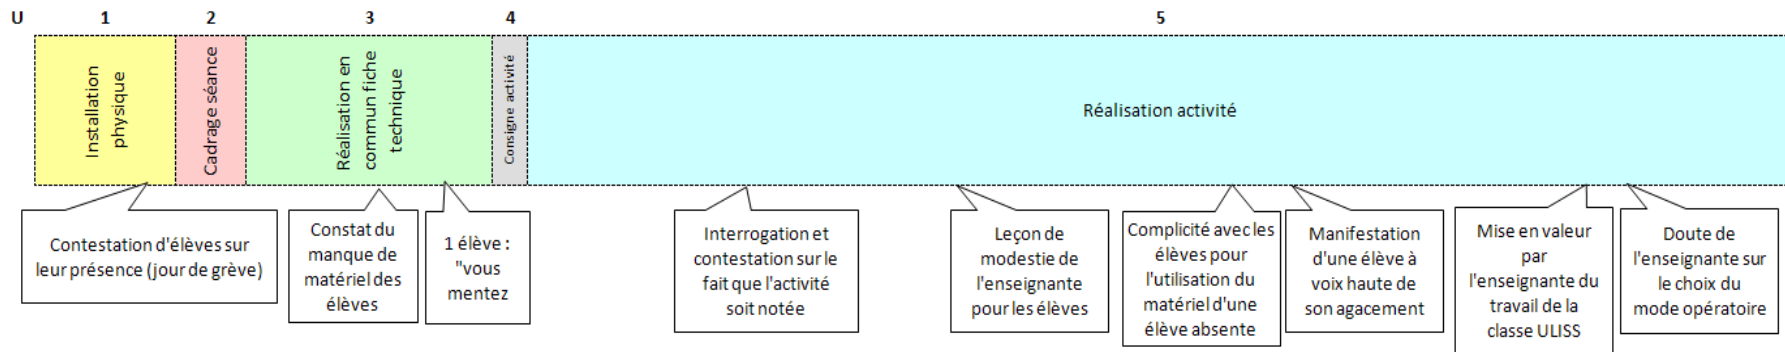 U 1 2 3 4 5
Installation
physique
Cadrage séance
Réalisation en
commun fiche
technique
Consigne activité
Réalisation activité
Contestation d'élèves sur
leur présence (jour de grève)
Constat du
manque de
matériel des
élèves
1 élève :
"vous
mentez
Interrogation et
contestation sur le
fait que l'activité
soit notée
Leçon de
modestie de
l'enseignante
pour les élèves
Complicité avec les
élèves pour
l'utilisation du
matériel d'une
élève absente
Manifestation
d'une élève à
voix haute de
son agacement
Mise en valeur
par
l'enseignante du
travail de la
classe ULISS
Doute de
l'enseignante sur
le choix du
mode opératoire